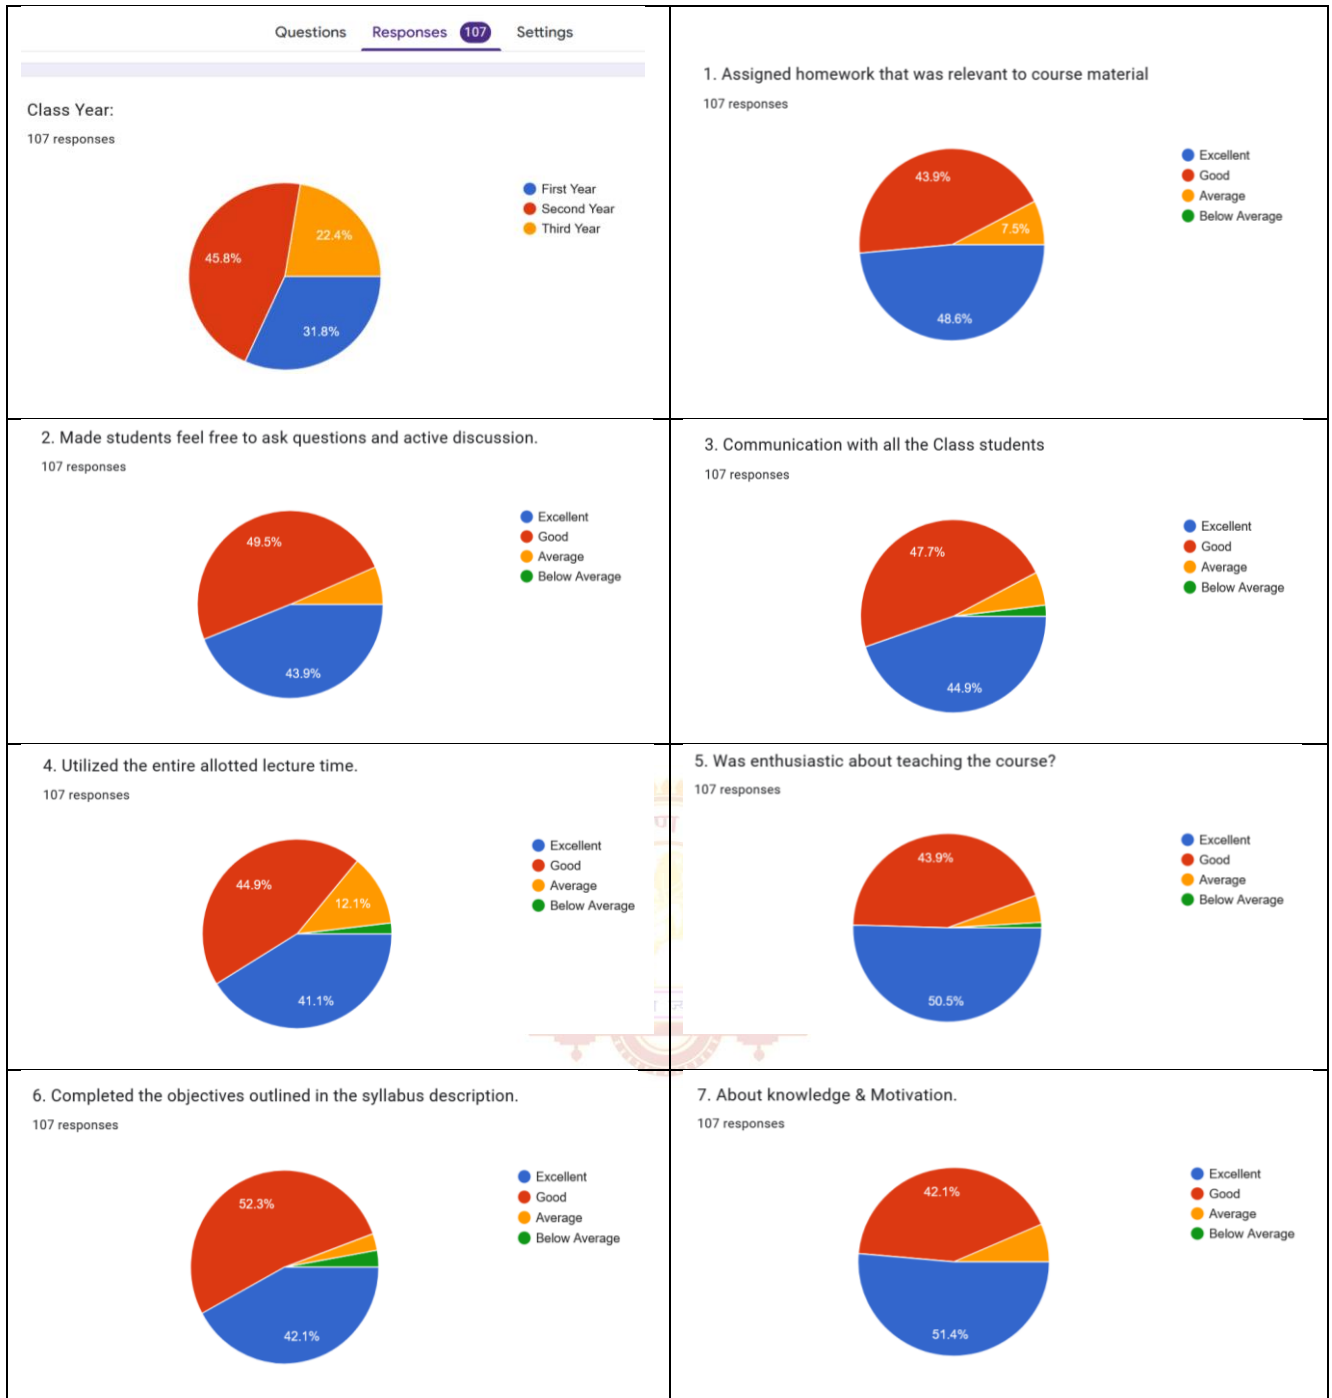 Questions Responses 107 Settings
Class Year:
107 responses
First Year
Second Year
Third Year
22.4%
45.8%
31.8%
1. Assigned homework that was relevant to course material
107 responses
Excellent
Good
Average
Below Average
43.9%
7.5%
48.6%
2. Made students feel free to ask questions and active discussion.
107 responses
Excellent
Good
Average
Below Average
49.5%
43.9%
3. Communication with all the Class students
107 responses
Excellent
Good
Average
Below Average
47.7%
44.9%
4. Utilized the entire allotted lecture time.
107 responses
Excellent
Good
Average
Below Average
44.9%
12.1%
41.1%
5. Was enthusiastic about teaching the course?
107 responses
Excellent
Good
Average
Below Average
43.9%
50.5%
6. Completed the objectives outlined in the syllabus description.
107 responses
Excellent
Good
Average
Below Average
52.3%
42.1%
7. About knowledge & Motivation.
107 responses
Excellent
Good
Average
Below Average
42.1%
51.4%